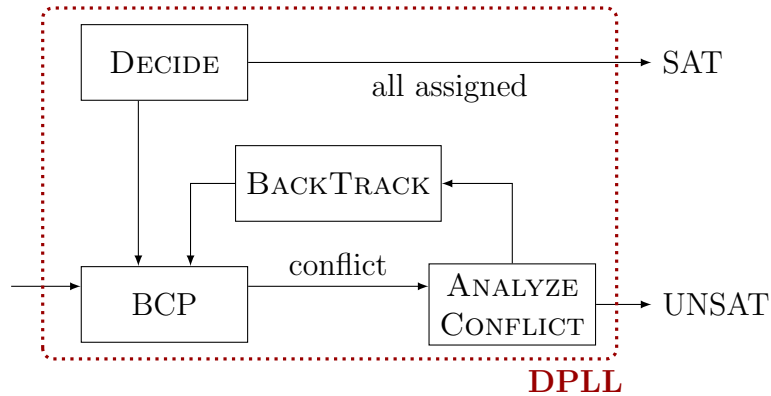 DECIDE
SAT
all assigned
BACKTRACK
conflict
BCP
ANALYZE
CONFLICT
UNSAT
DPLL